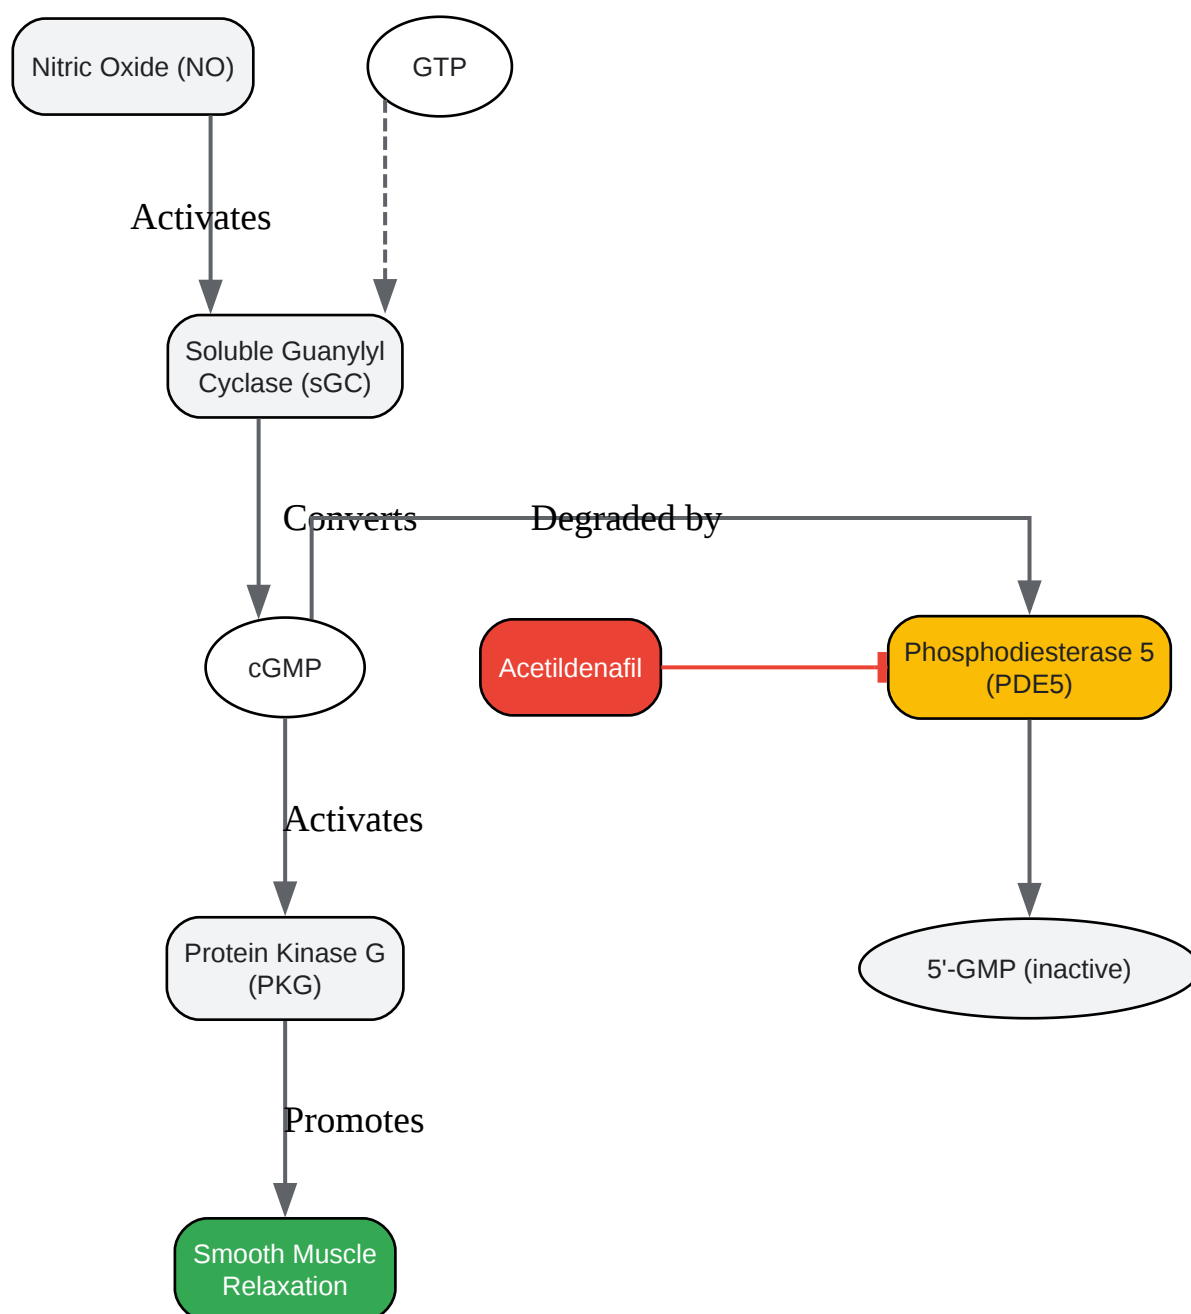 Nitric Oxide (NO)
GTP
Activates
Soluble Guanylyl
Cyclase (sGC)
Converts
Degraded by
cGMP
Acetildenafil
Phosphodiesterase 5
(PDE5)
Activates
Protein Kinase G
(PKG)
5'-GMP (inactive)
Promotes
Smooth Muscle
Relaxation